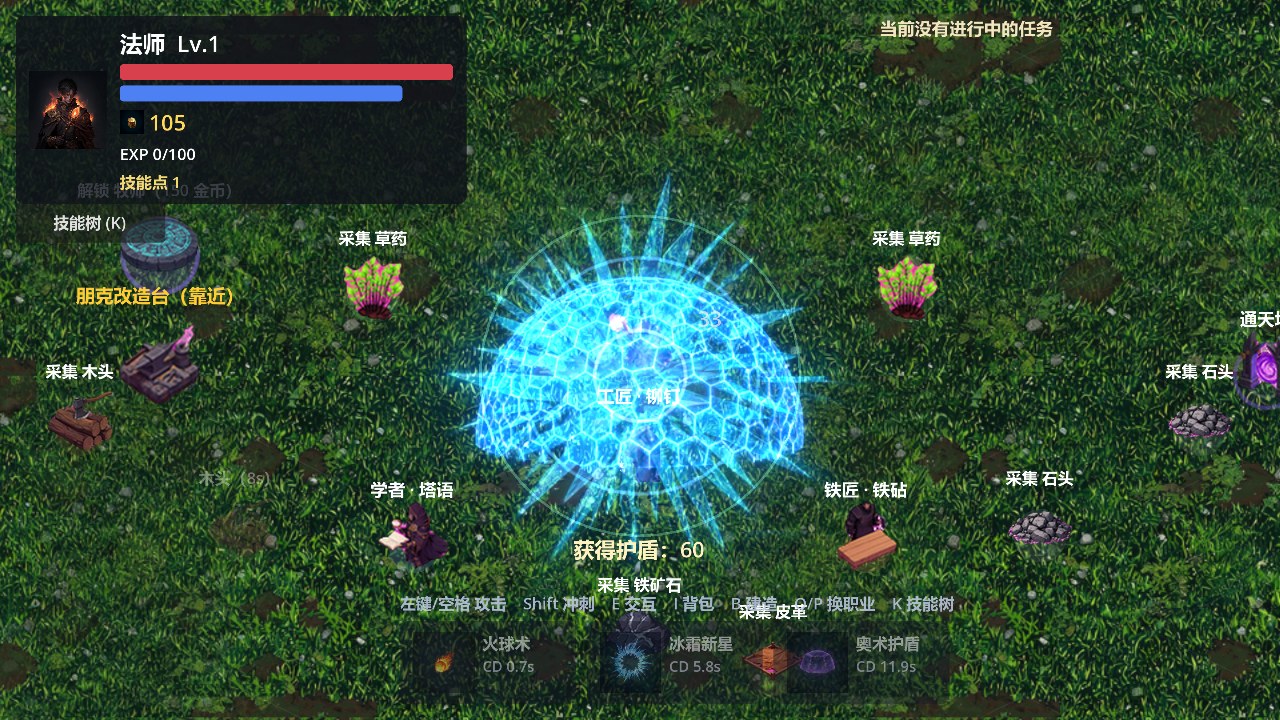 法师 Lv.1
当前没有进行中的任务
105
EXP 0/100
技能点 1
技能树 (K)
采集 草药
采集 草药
朋克改造台（靠近）
采集 木头
采集 石头
38
工匠 · 铆钉
木头 (8s)
学者 · 塔语
铁匠 · 铁砧
采集 石头
获得护盾：60
采集 铁矿石
左键/空格 攻击 Shift 冲刺 E 交互 I 背包 B 建造 O/P 换职业 K 技能树
采集 皮革
火球术
CD 0.7s
冰霜新星
CD 5.8s
奥术护盾
CD 11.9s